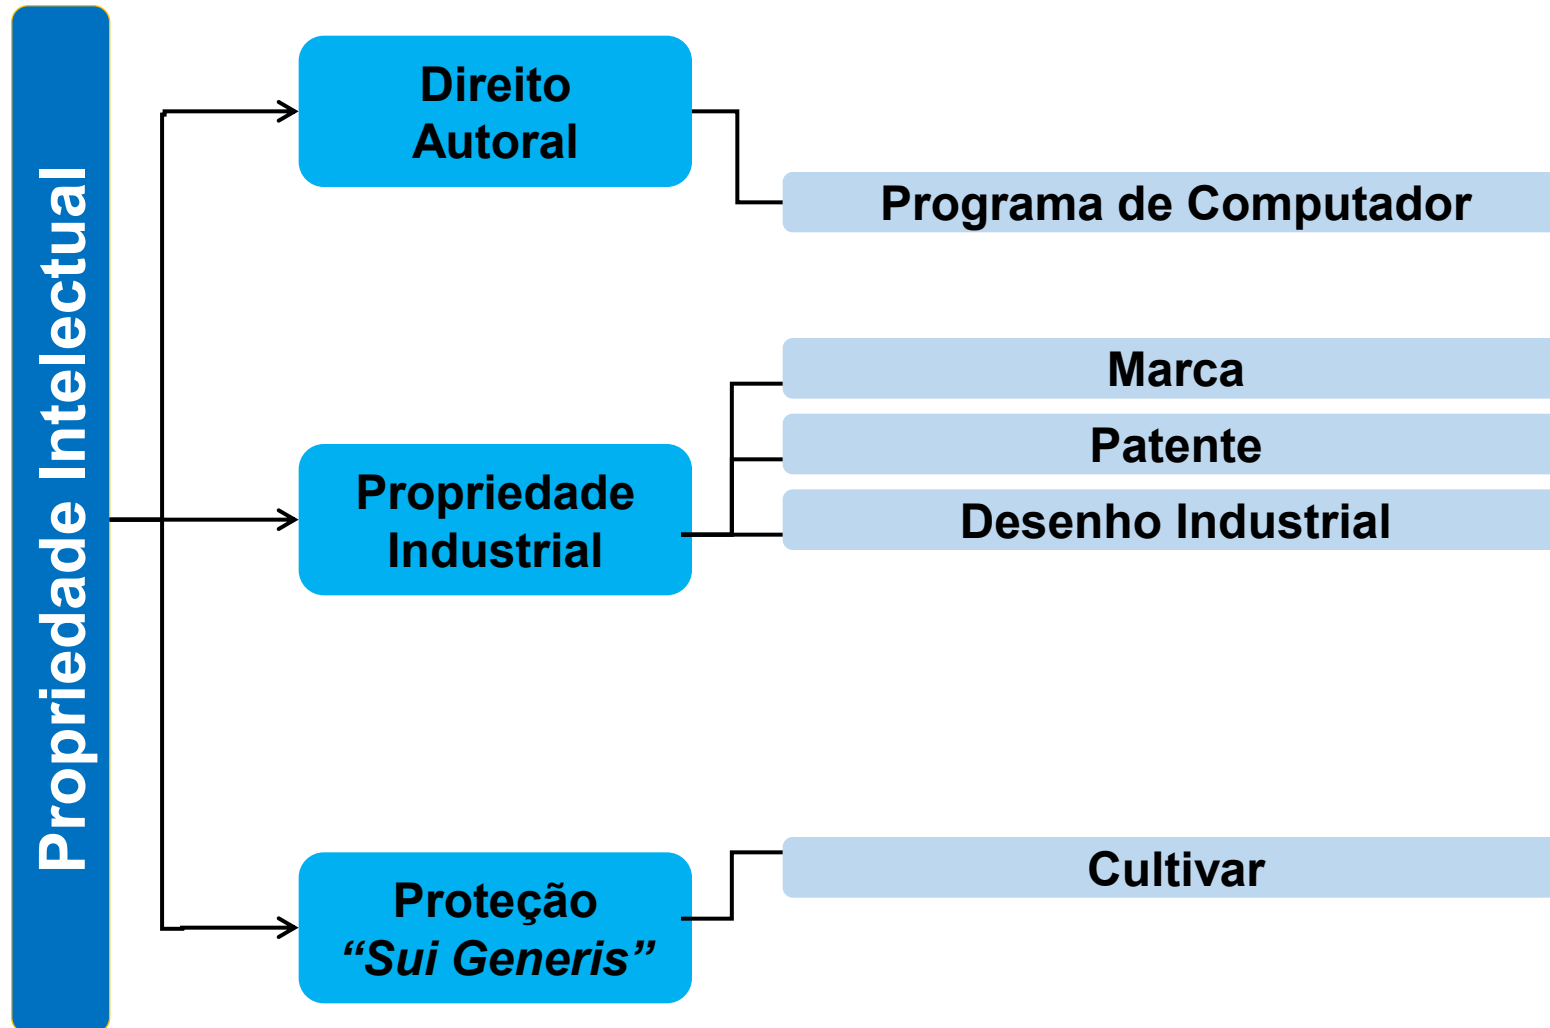 Propriedade Intelectual
Direito
Autoral
Programa de Computador
Propriedade
Industrial
Marca
Patente
Desenho Industrial
Proteção
“Sui Generis”
Cultivar